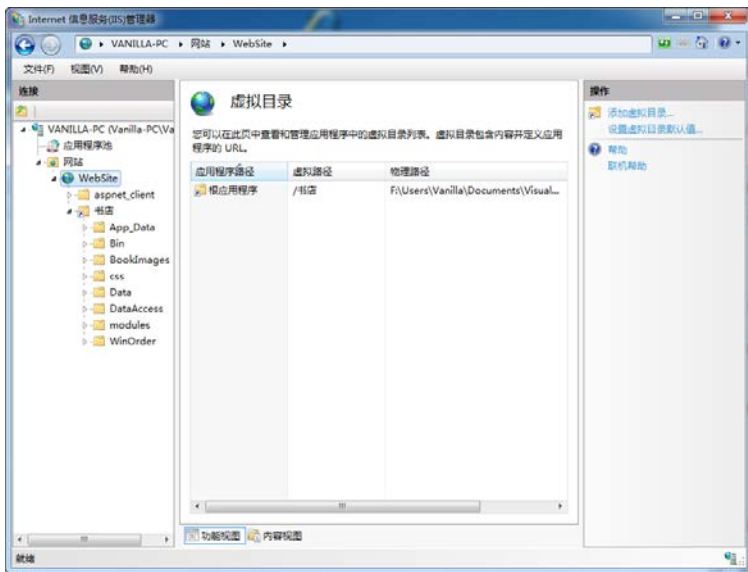 Internet 信息服务(IIS)管理器
VANILLA-PC ▸ 网站 ▸ WebSite ▸
文件(F) 视图(V) 帮助(H)
连接
VANILLA-PC (Vanilla-PC\Va
应用程序池
网站
WebSite
aspnet_client
书店
App_Data
Bin
BookImages
css
Data
DataAccess
modules
WinOrder
虚拟目录
您可以在此页中查看和管理应用程序中的虚拟目录列表。虚拟目录包含内容并定义应用
程序的 URL。
应用程序路径 虚拟路径 物理路径
根应用程序 /书店 F:\Users\Vanilla\Documents\Visual...
功能视图 内容视图
操作
添加虚拟目录...
设置虚拟目录默认值...
帮助
联机帮助
就绪